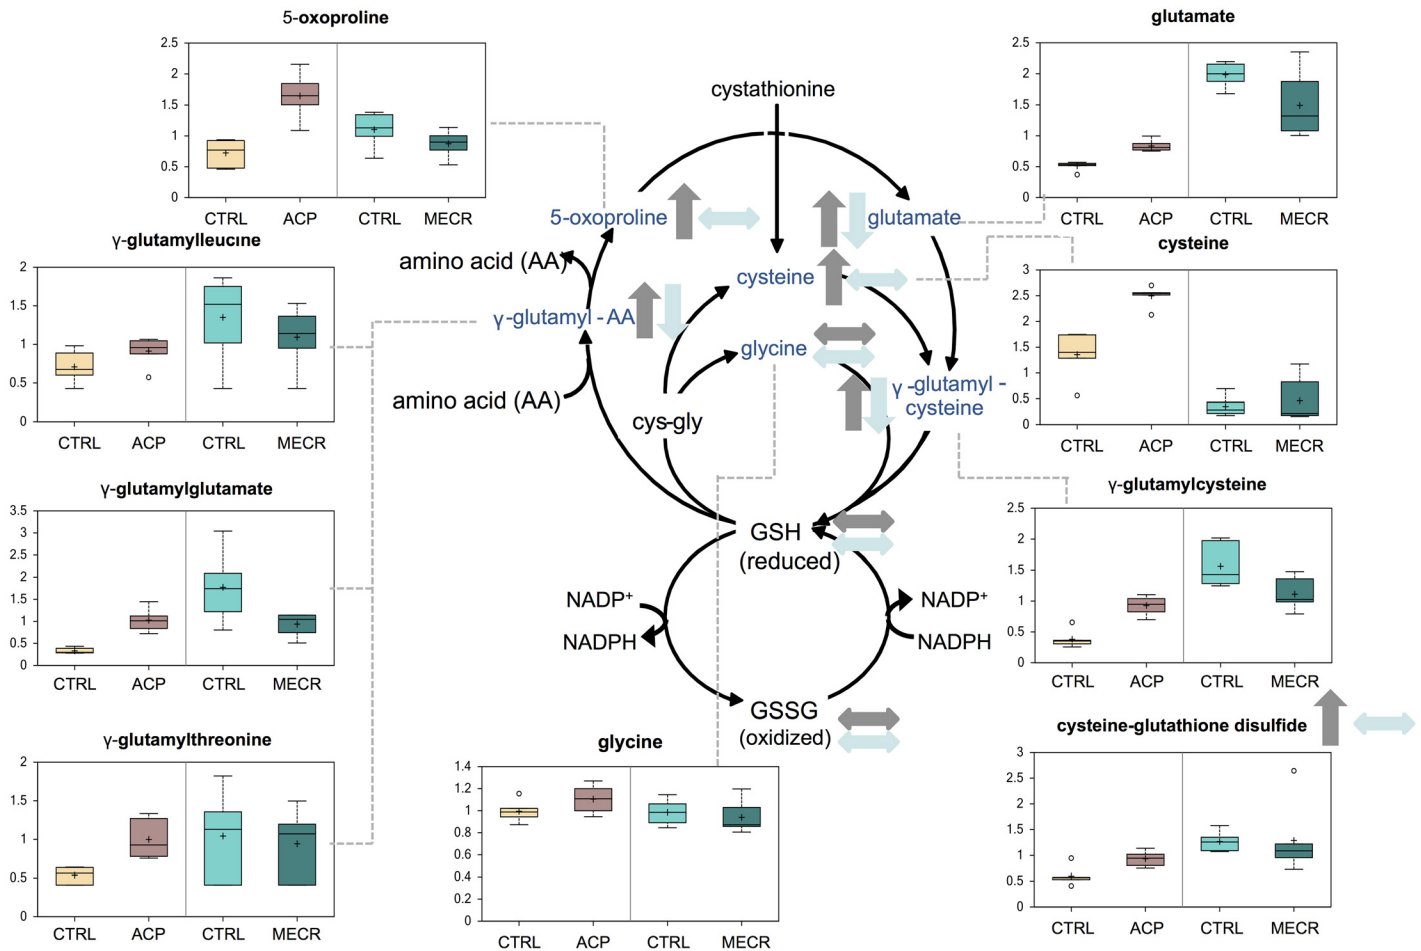 5-oxoproline
2.5
2
1.5
1
0.5
0
CTRL ACP CTRL MECR
γ-glutamylleucine
2
1.5
1
0.5
0
CTRL ACP CTRL MECR
γ-glutamylglutamate
3.5
3
2.5
2
1.5
1
0.5
0
CTRL ACP CTRL MECR
γ-glutamylthreonine
2
1.5
1
0.5
0
CTRL ACP CTRL MECR
cystathionine
5-oxoproline
glutamate
amino acid (AA)
cysteine
γ-glutamyl - AA
glycine
amino acid (AA)
γ -glutamyl -
cysteine
cys-gly
GSH
(reduced)
NADP+
NADPH
NADP+
NADPH
GSSG
(oxidized)
glycine
1.4
1.2
1
0.8
0.6
0.4
0.2
0
CTRL ACP CTRL MECR
glutamate
2.5
2
1.5
1
0.5
0
CTRL ACP CTRL MECR
cysteine
3
2.5
2
1.5
1
0.5
0
CTRL ACP CTRL MECR
γ-glutamylcysteine
2.5
2
1.5
1
0.5
0
CTRL ACP CTRL MECR
cysteine-glutathione disulfide
3
2.5
2
1.5
1
0.5
0
CTRL ACP CTRL MECR